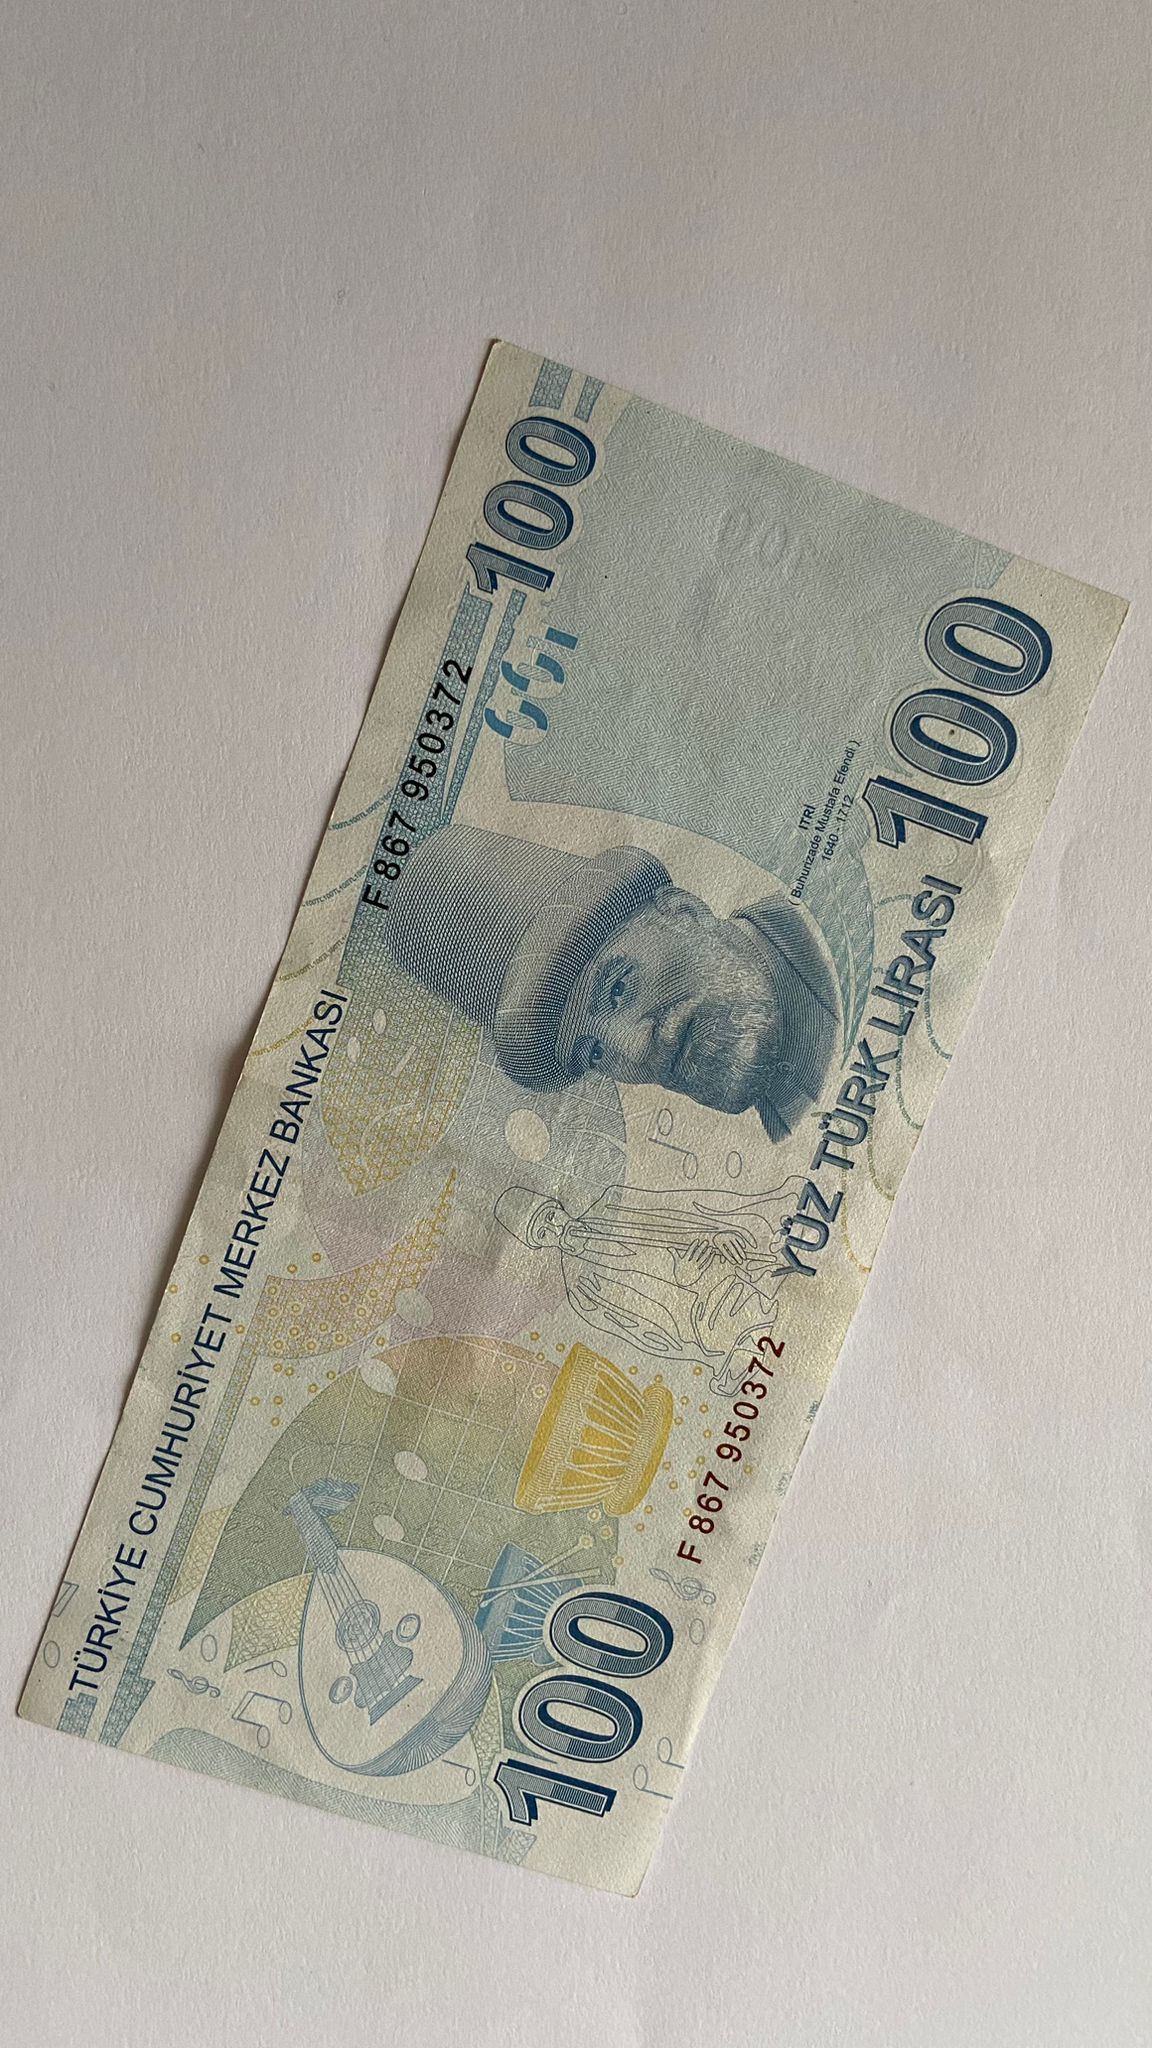 TÜRKİYE CUMHURİYET MERKEZ BANKASI
F 867 950372
100
100
F 867 950372
YÜZ TÜRK LİRASI
100
ITRİ
( Buhurizade Mustafa Efendi )
1640 - 1712